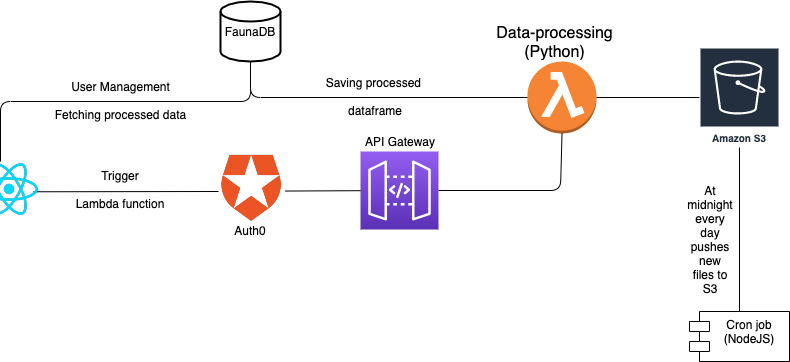 FaunaDB
Data-processing
(Python)
User Management
Saving processed
Fetching processed data
dataframe
API Gateway
Amazon S3
Trigger
</>
Lambda function
Auth0
At
midnight
every
day
pushes
new
files to
S3
Cron job
(NodeJS)